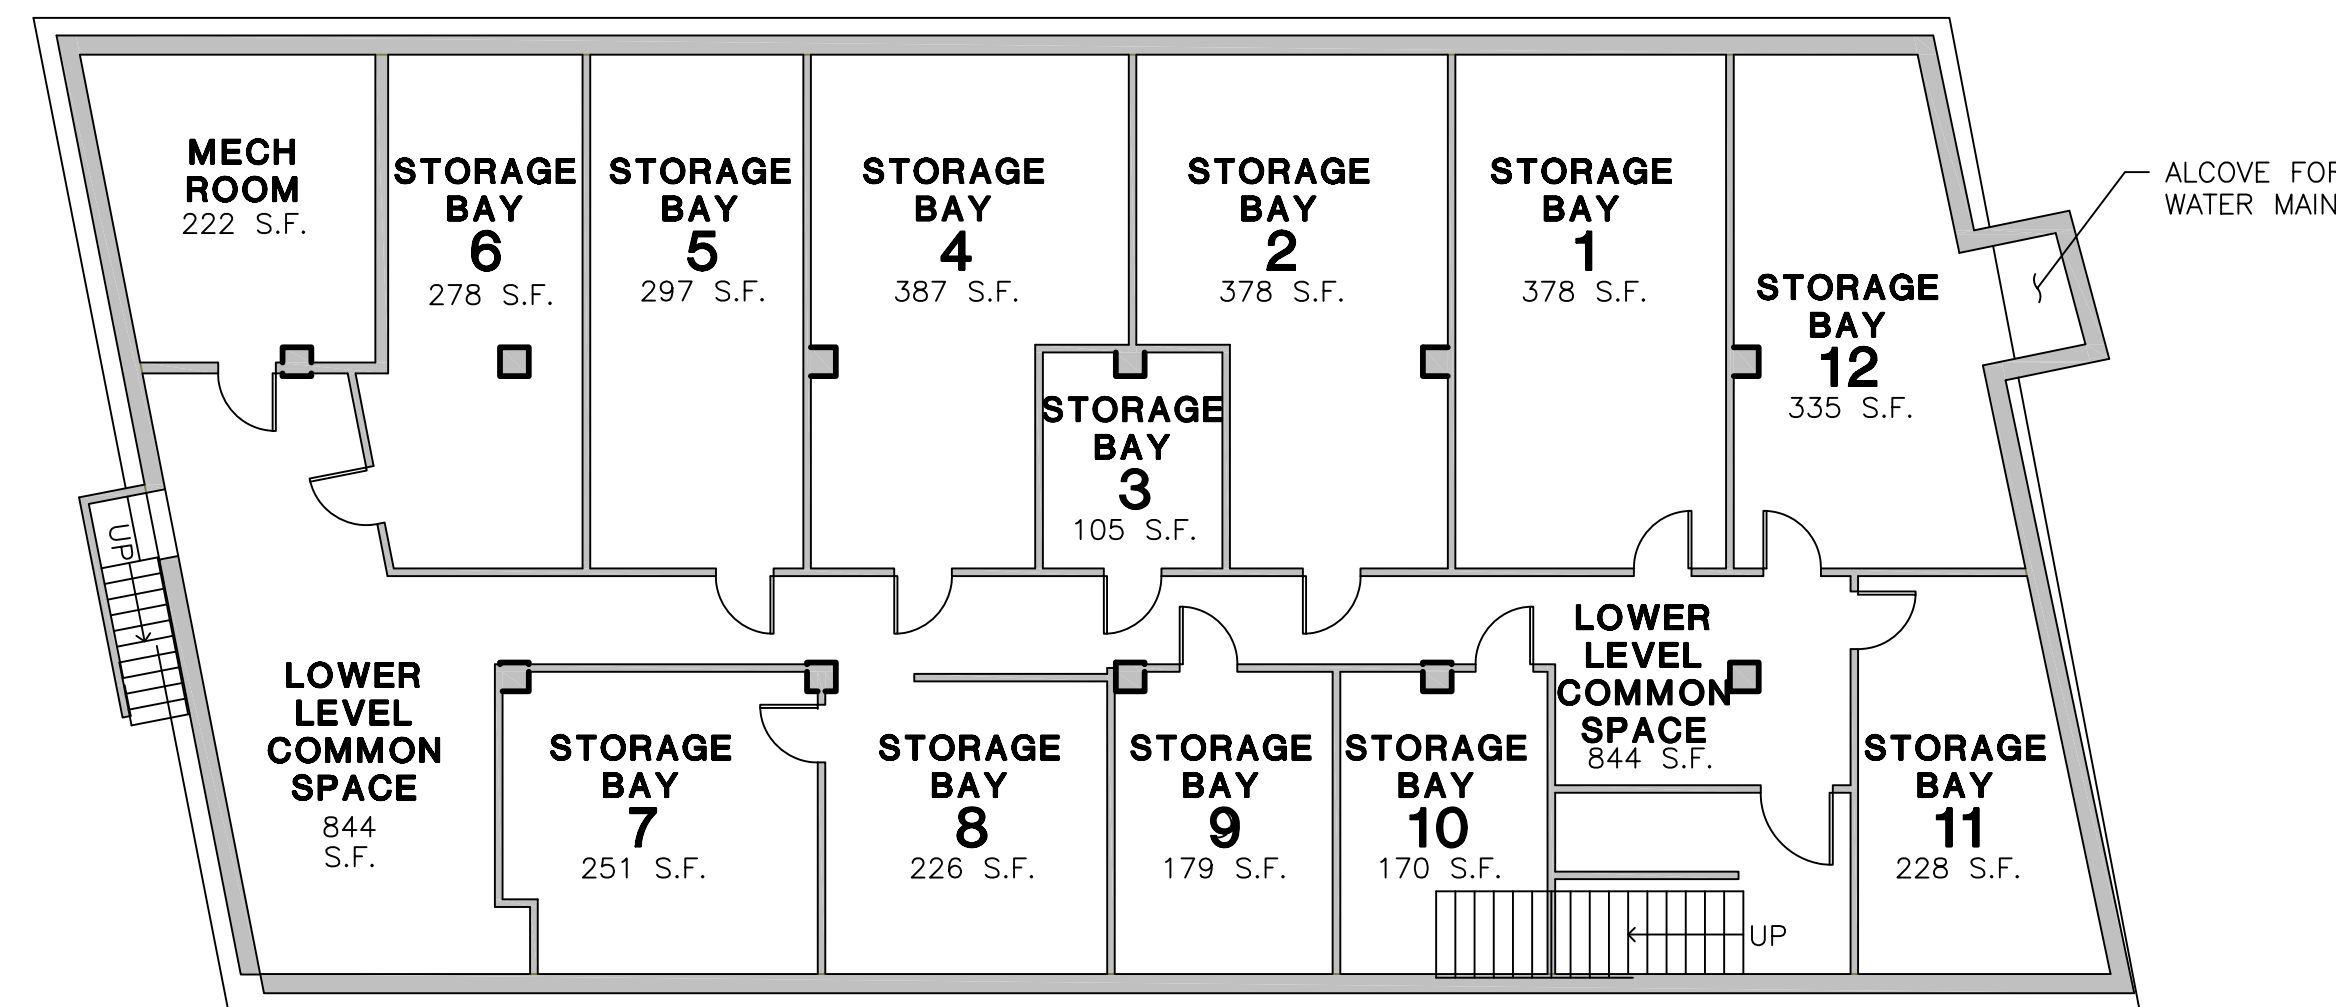 MECH
ROOM
222 S.F.
STORAGE
BAY
6
278 S.F.
STORAGE
BAY
5
297 S.F.
STORAGE
BAY
4
387 S.F.
STORAGE
BAY
2
378 S.F.
STORAGE
BAY
1
378 S.F.
STORAGE
BAY
12
335 S.F.
ALCOVE FOR
WATER MAIN
STORAGE
BAY
3
105 S.F.
UP
LOWER
LEVEL
COMMON
SPACE
844
S.F.
STORAGE
BAY
7
251 S.F.
STORAGE
BAY
8
226 S.F.
STORAGE
BAY
9
179 S.F.
STORAGE
BAY
10
170 S.F.
LOWER
LEVEL
COMMON
SPACE
844 S.F.
UP
STORAGE
BAY
11
228 S.F.